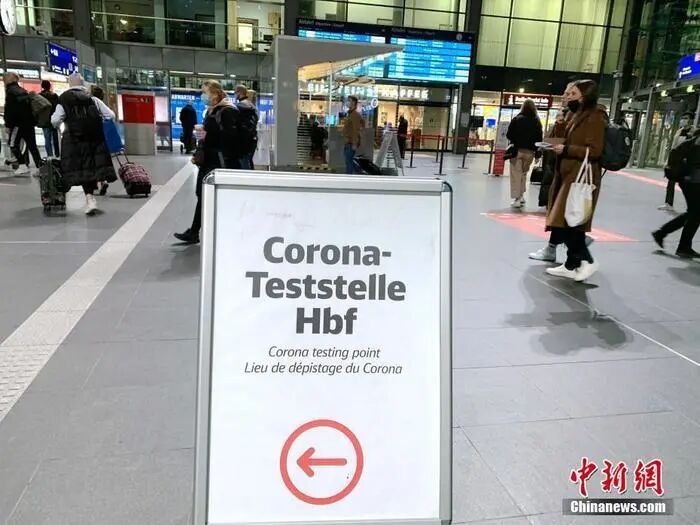 Corona-
Teststelle
Hbf
Corona testing point
Lieu de dépistage du Corona
中新网
Chinanews.com